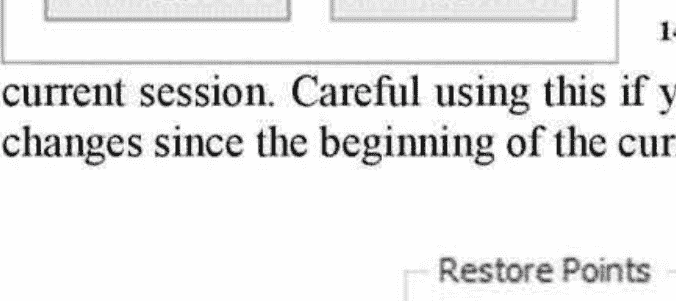 current session. Careful using this if y
changes since the beginning of the cur
Restore Points